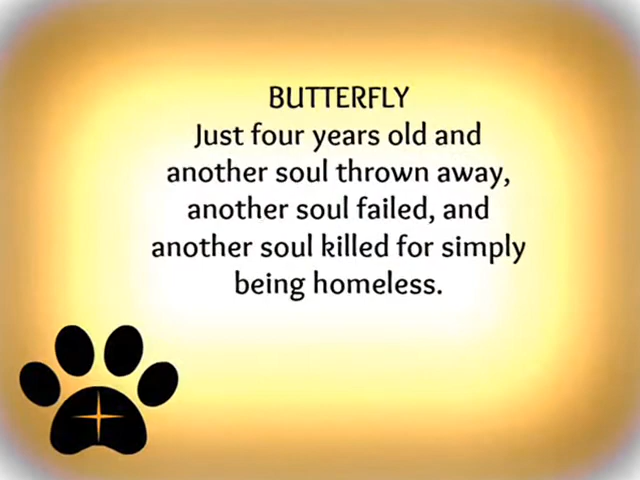 BUTTERFLY
Just four years old and
another soul thrown away,
another soul failed, and
another soul killed for simply
being homeless.